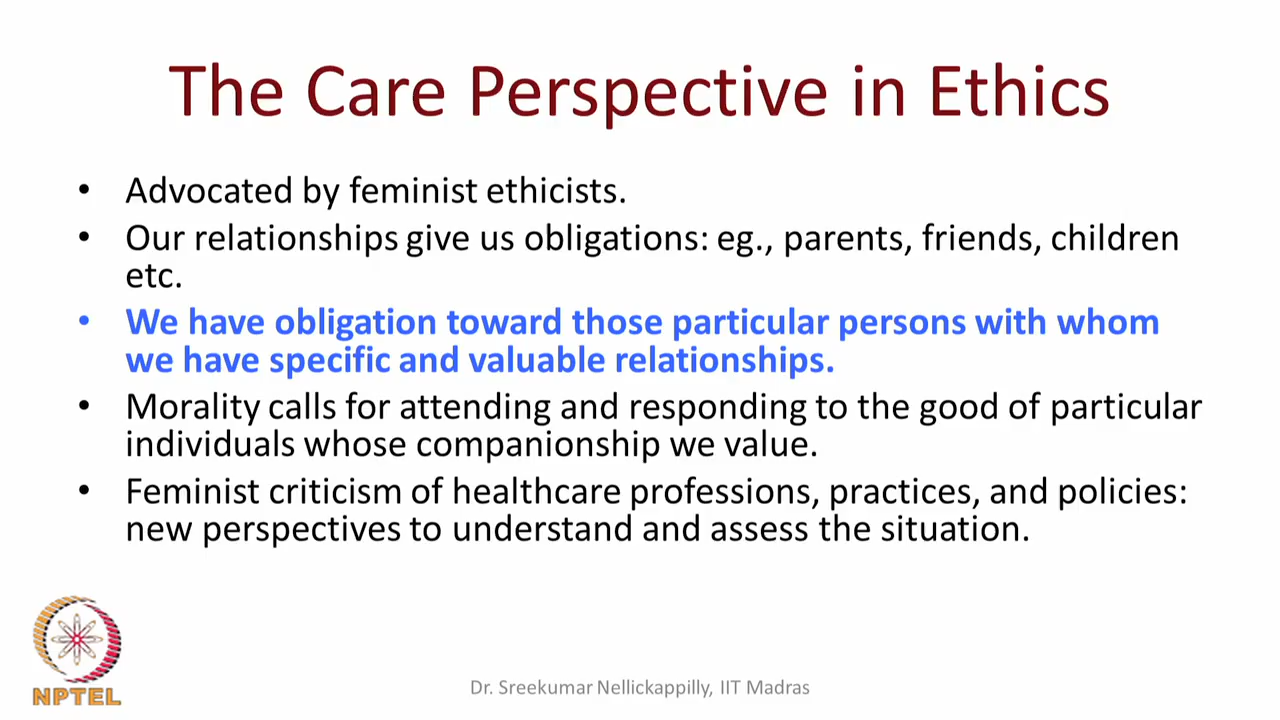 The Care Perspective in Ethics
• Advocated by feminist ethicists.
• Our relationships give us obligations: eg., parents, friends, children
etc.
• We have obligation toward those particular persons with whom
we have specific and valuable relationships.
• Morality calls for attending and responding to the good of particular
individuals whose companionship we value.
• Feminist criticism of healthcare professions, practices, and policies:
new perspectives to understand and assess the situation.
NPTEL
Dr. Sreekumar Nellickappilly, IIT Madras